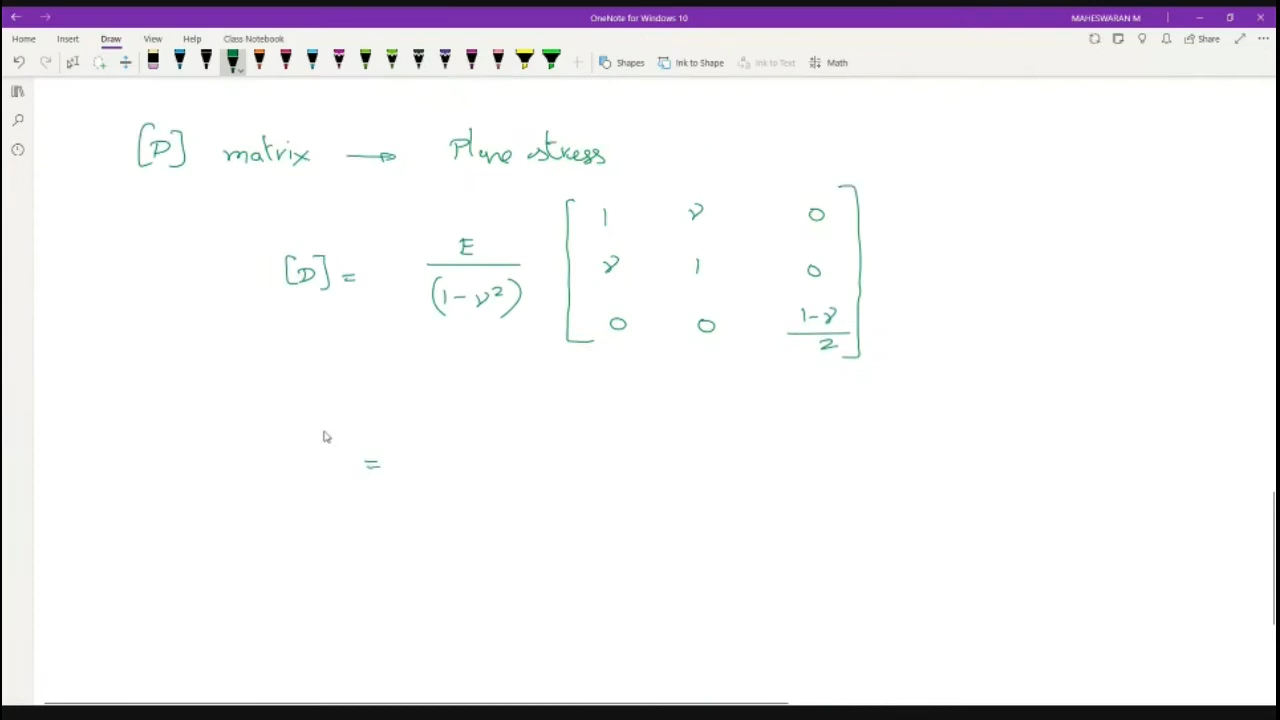 OneNote for Windows 10
MAHESWARAN M
Home Insert Draw View Help Class Notebook
Share
Shapes Ink to Shape Ink to Text Math
[D] matrix → Plane stress
[D] = E / (1-ν²) [ 1 ν 0
ν 1 0
0 0 1-ν / 2 ]
=